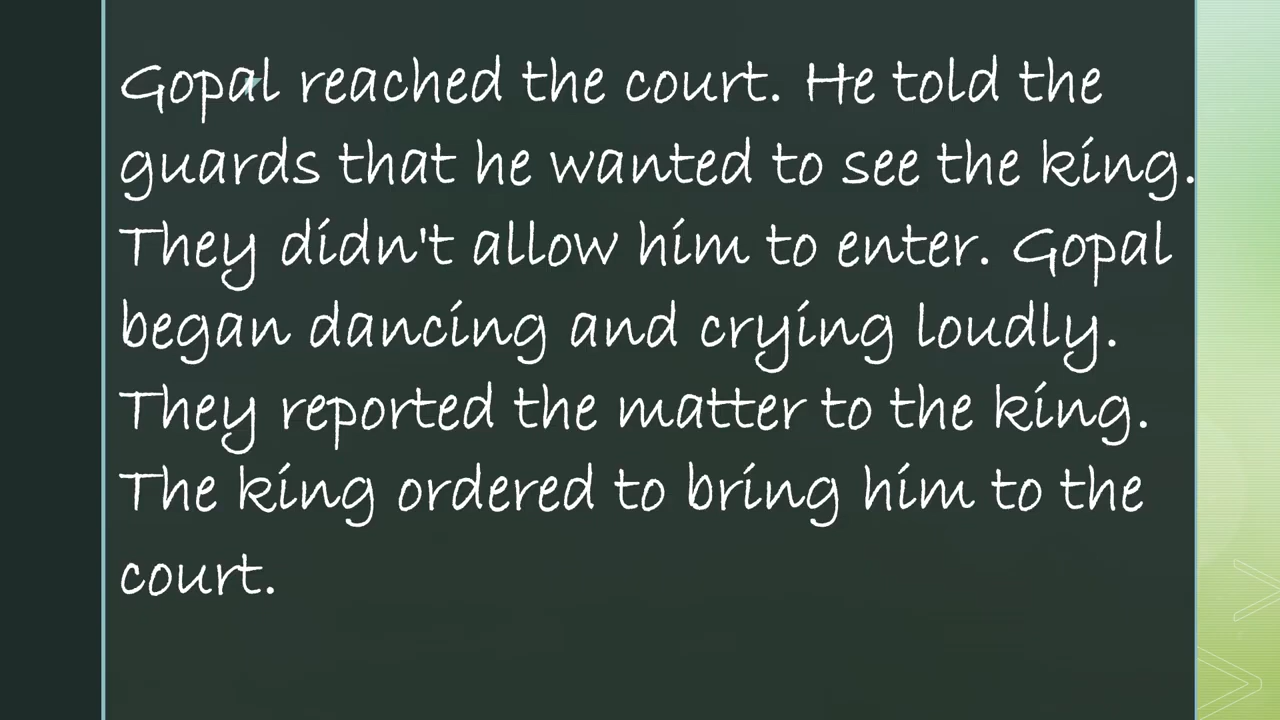 Gopal reached the court. He told the
guards that he wanted to see the king.
They didn't allow him to enter. Gopal
began dancing and crying loudly.
They reported the matter to the king.
The king ordered to bring him to the
court.